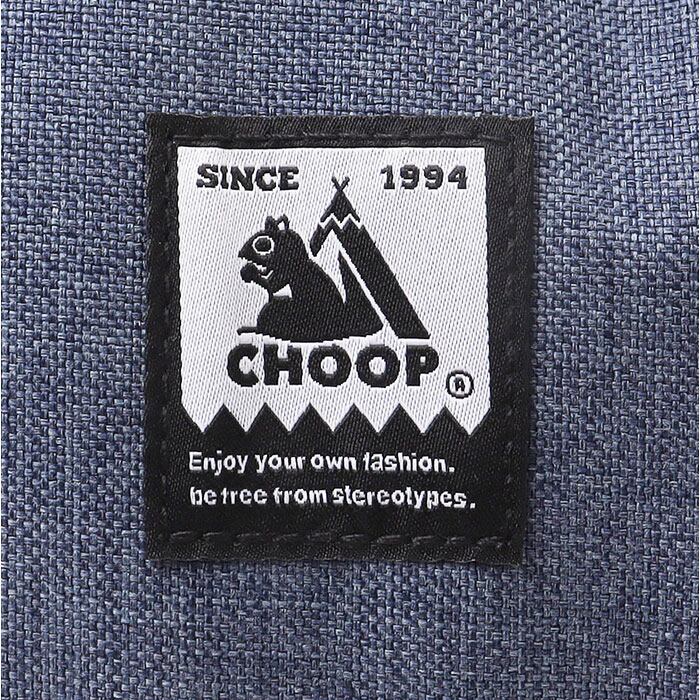 SINCE 1994
CHOOP ®
Enjoy your own fashion.
be free from stereotypes.